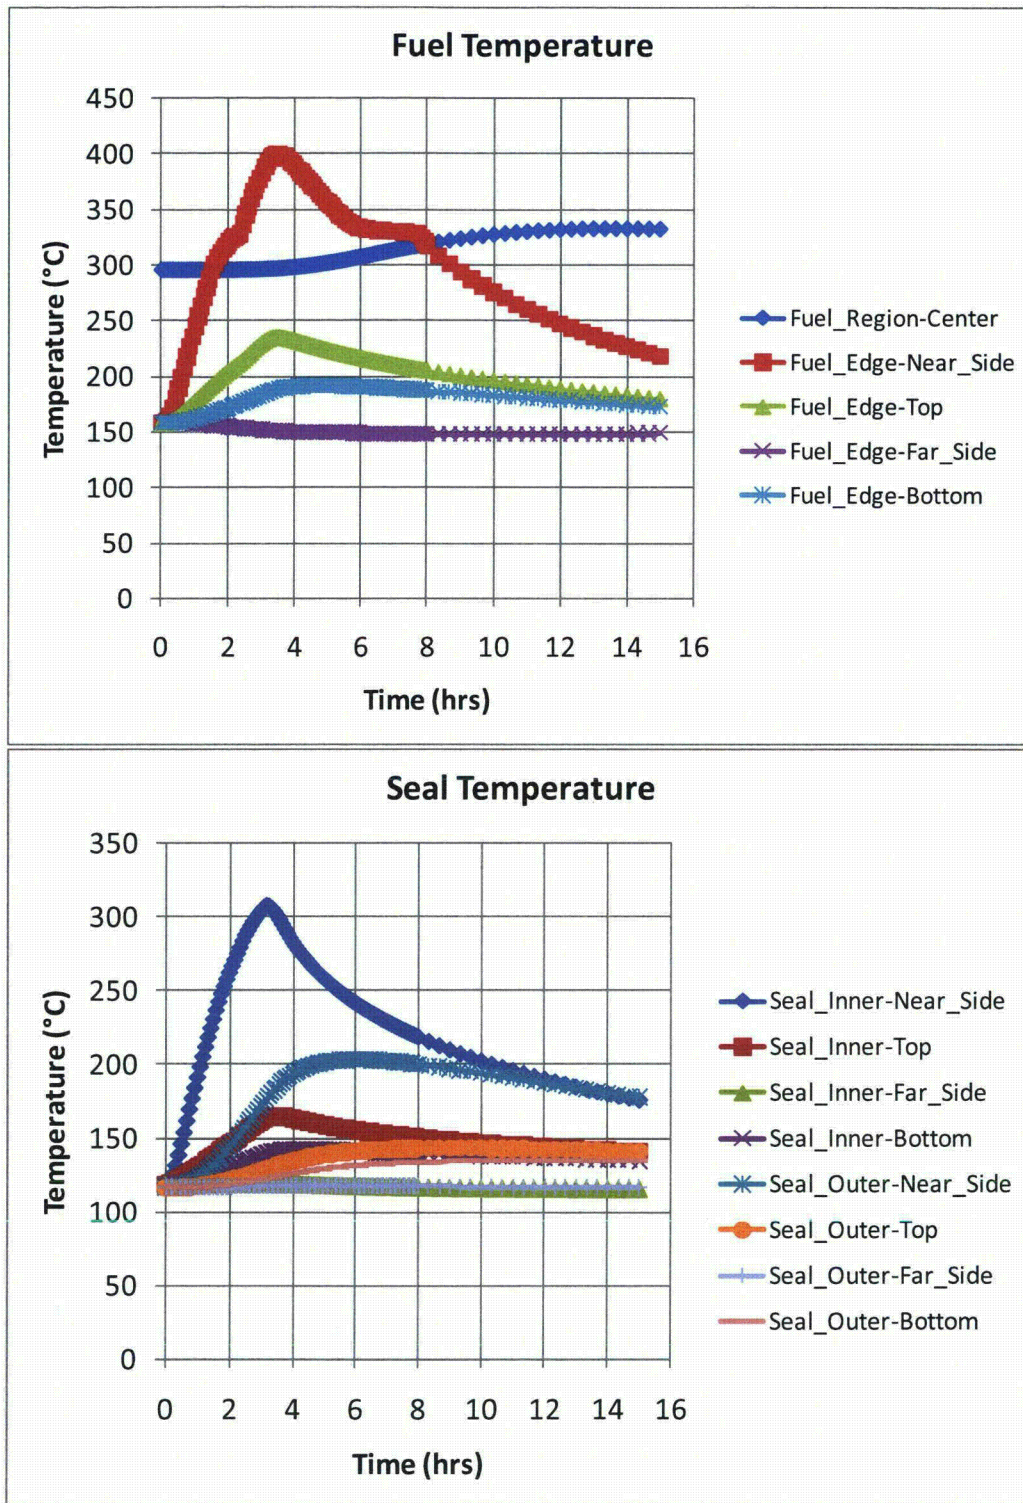 Fuel Temperature
450
400
350
300
250
200
150
100
50
0
Temperature (°C)
0 2 4 6 8 10 12 14 16
Time (hrs)
Fuel_Region-Center
Fuel_Edge-Near_Side
Fuel_Edge-Top
Fuel_Edge-Far_Side
Fuel_Edge-Bottom
Seal Temperature
350
300
250
200
150
100
50
0
Temperature (°C)
0 2 4 6 8 10 12 14 16
Time (hrs)
Seal_Inner-Near_Side
Seal_Inner-Top
Seal_Inner-Far_Side
Seal_Inner-Bottom
Seal_Outer-Near_Side
Seal_Outer-Top
Seal_Outer-Far_Side
Seal_Outer-Bottom